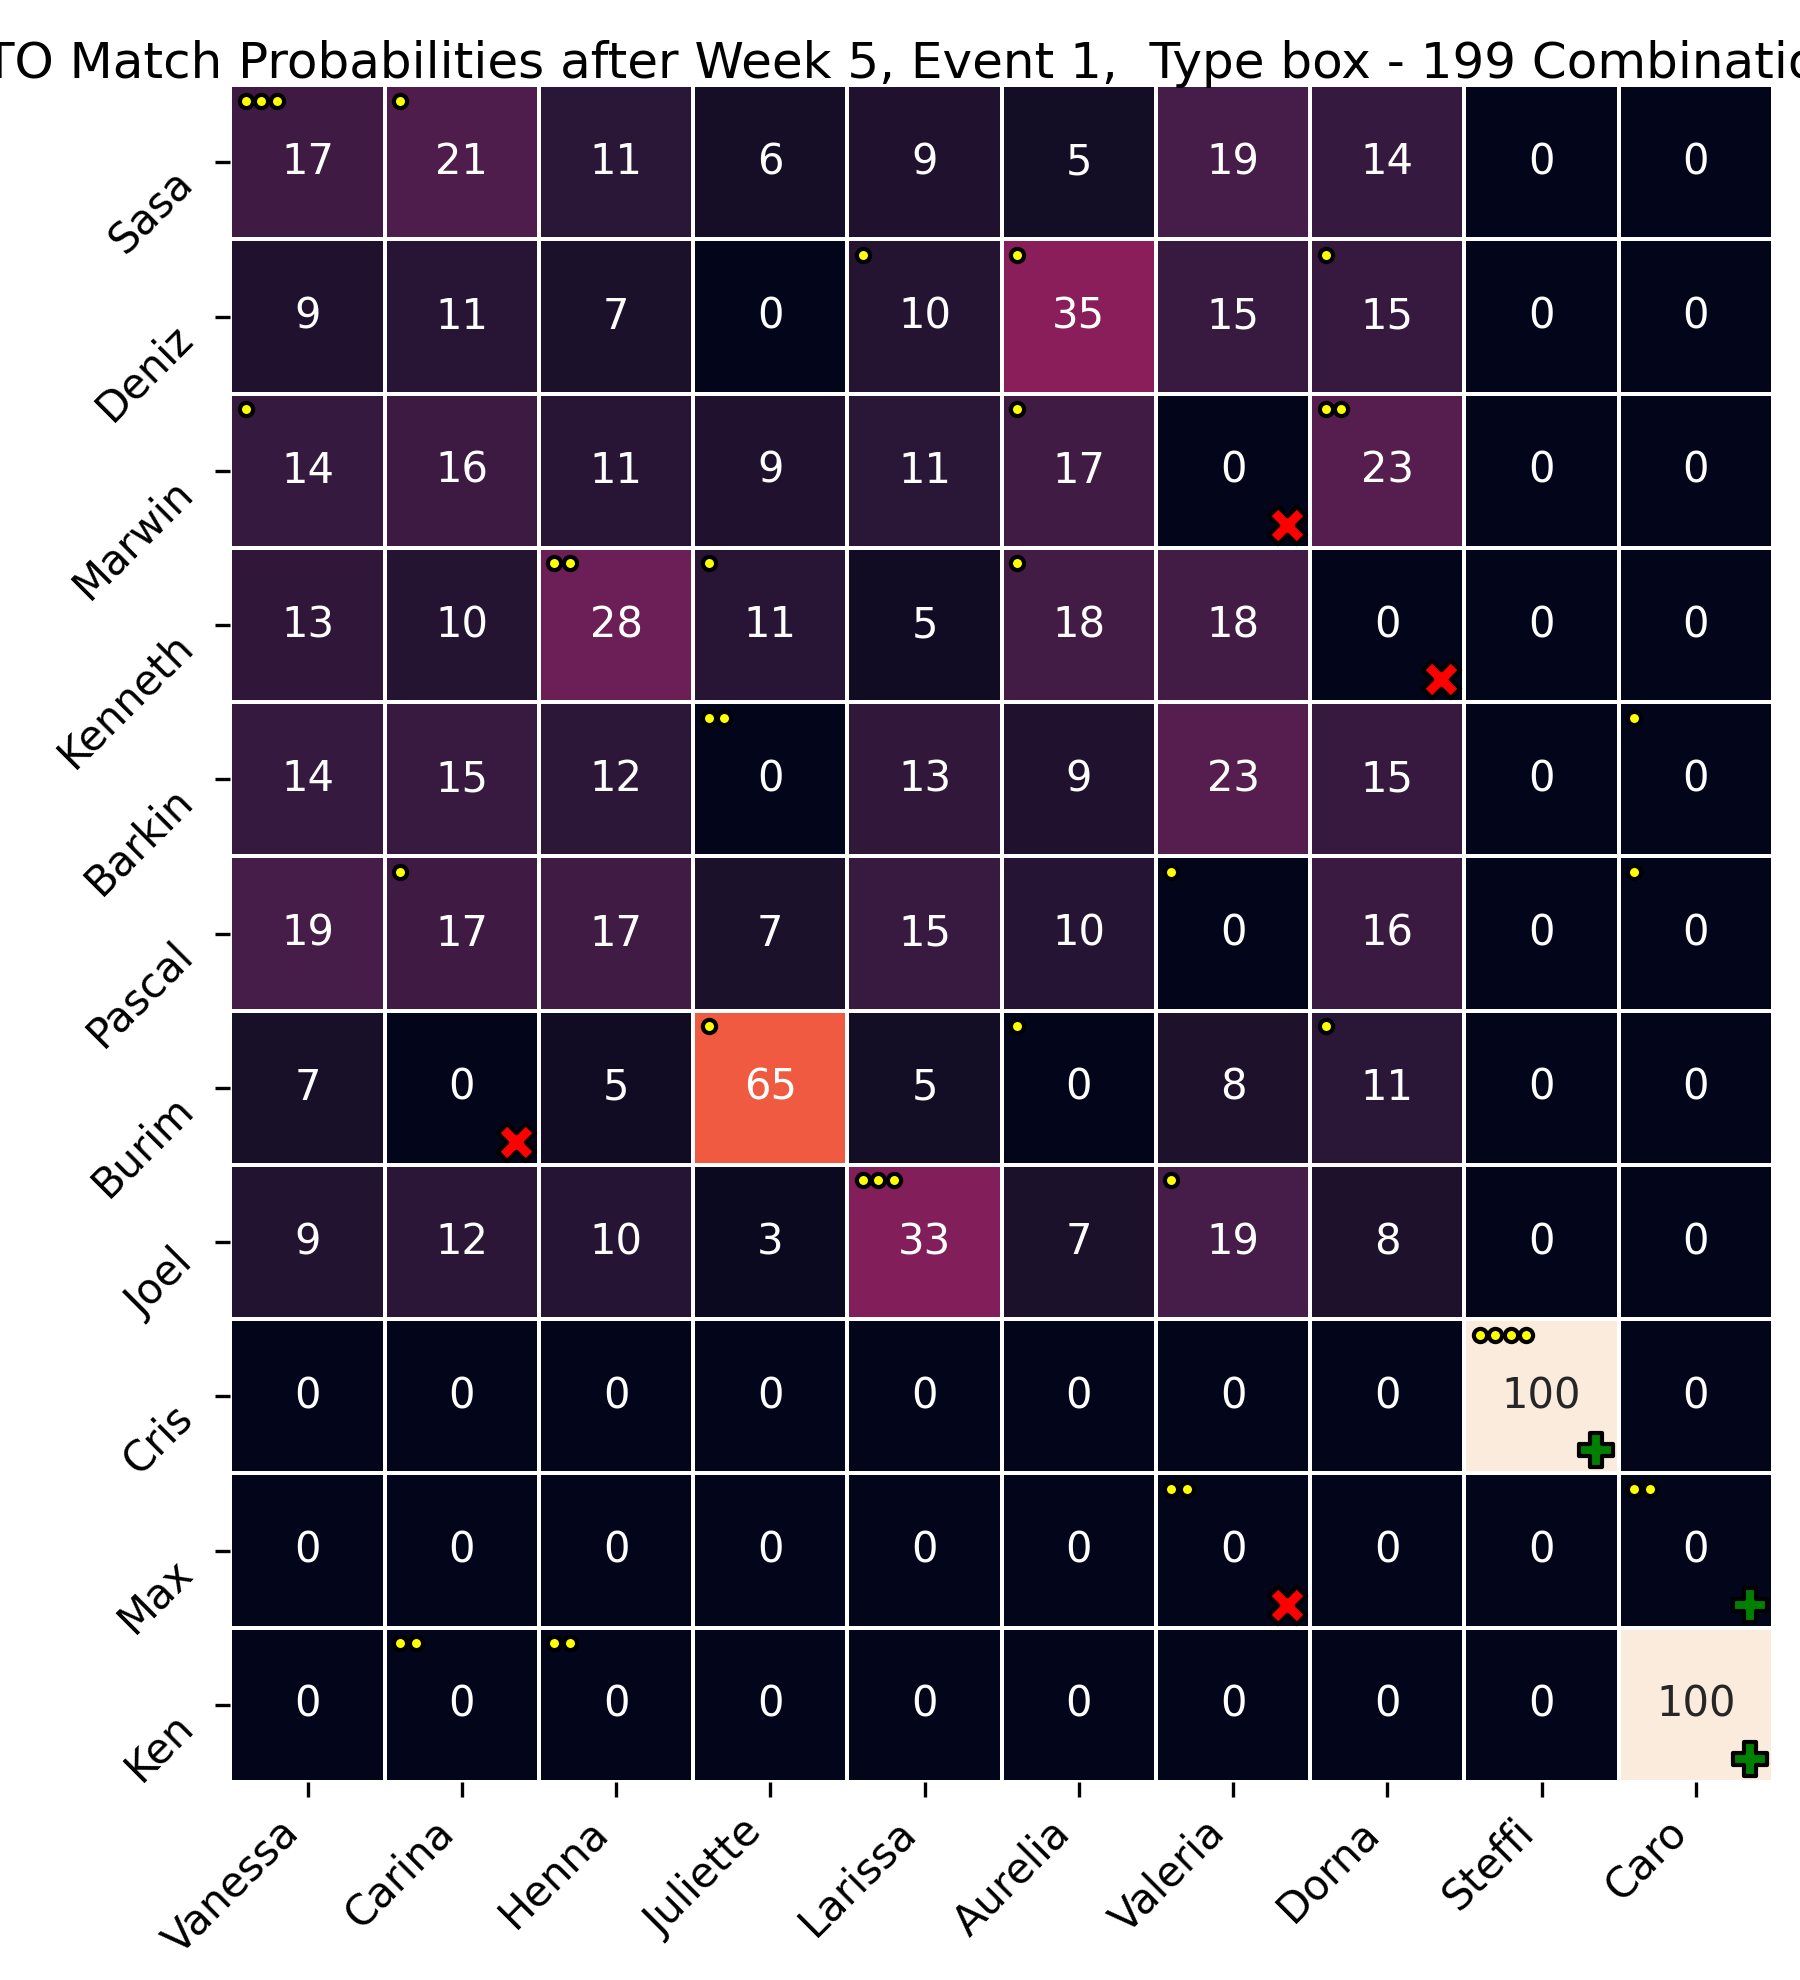 TO Match Probabilities after Week 5, Event 1, Type box - 199 Combinatio
Sasa 17 21 11 6 9 5 19 14 0 0
Deniz 9 11 7 0 10 35 15 15 0 0
Marwin 14 16 11 9 11 17 0 23 0 0
Kenneth 13 10 28 11 5 18 18 0 0 0
Barkin 14 15 12 0 13 9 23 15 0 0
Pascal 19 17 17 7 15 10 0 16 0 0
Burim 7 0 5 65 5 0 8 11 0 0
Joel 9 12 10 3 33 7 19 8 0 0
Cris 0 0 0 0 0 0 0 0 100 0
Max 0 0 0 0 0 0 0 0 0 0
Ken 0 0 0 0 0 0 0 0 0 100
Vanessa Carina Henna Juliette Larissa Aurelia Valeria Dorna Steffi Caro